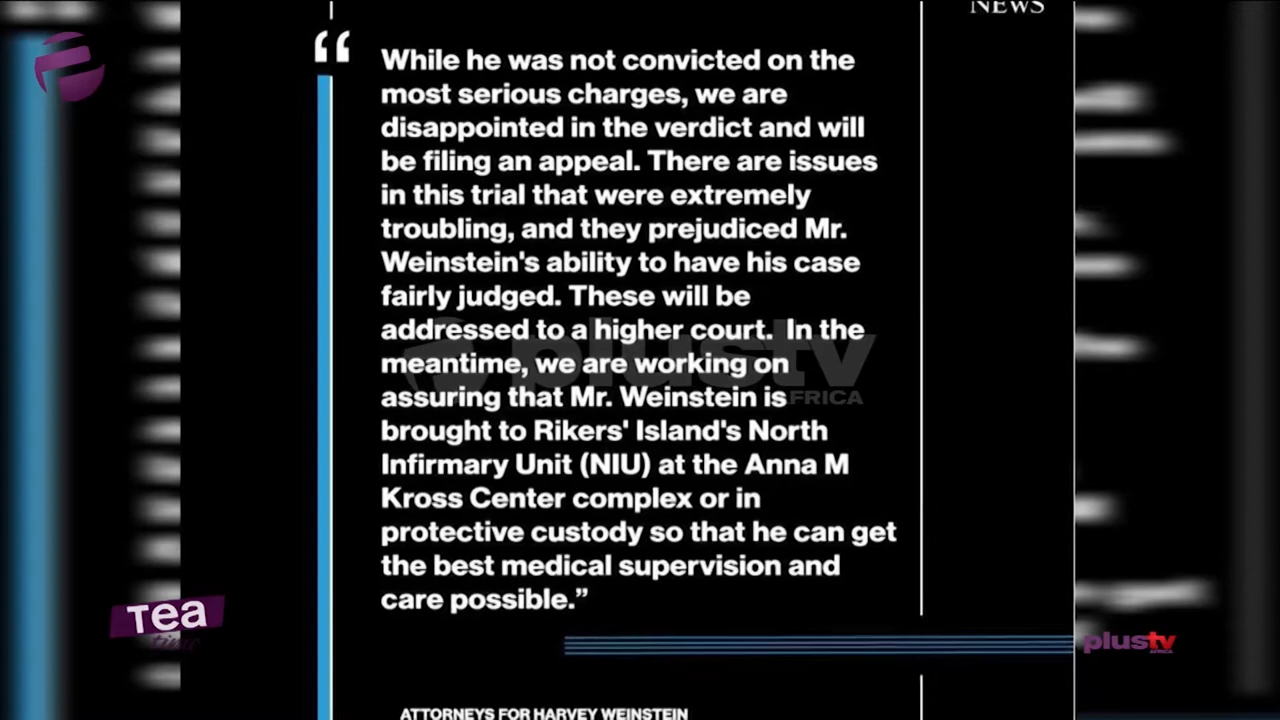 NEWS
“
While he was not convicted on the
most serious charges, we are
disappointed in the verdict and will
be filing an appeal. There are issues
in this trial that were extremely
troubling, and they prejudiced Mr.
Weinstein's ability to have his case
fairly judged. These will be
addressed to a higher court. In the
meantime, we are working on
assuring that Mr. Weinstein is
brought to Rikers' Island's North
Infirmary Unit (NIU) at the Anna M
Kross Center complex or in
protective custody so that he can get
the best medical supervision and
care possible.”
plustv
AFRICA
Tea
time
plustv
AFRICA
ATTORNEYS FOR HARVEY WEINSTEIN